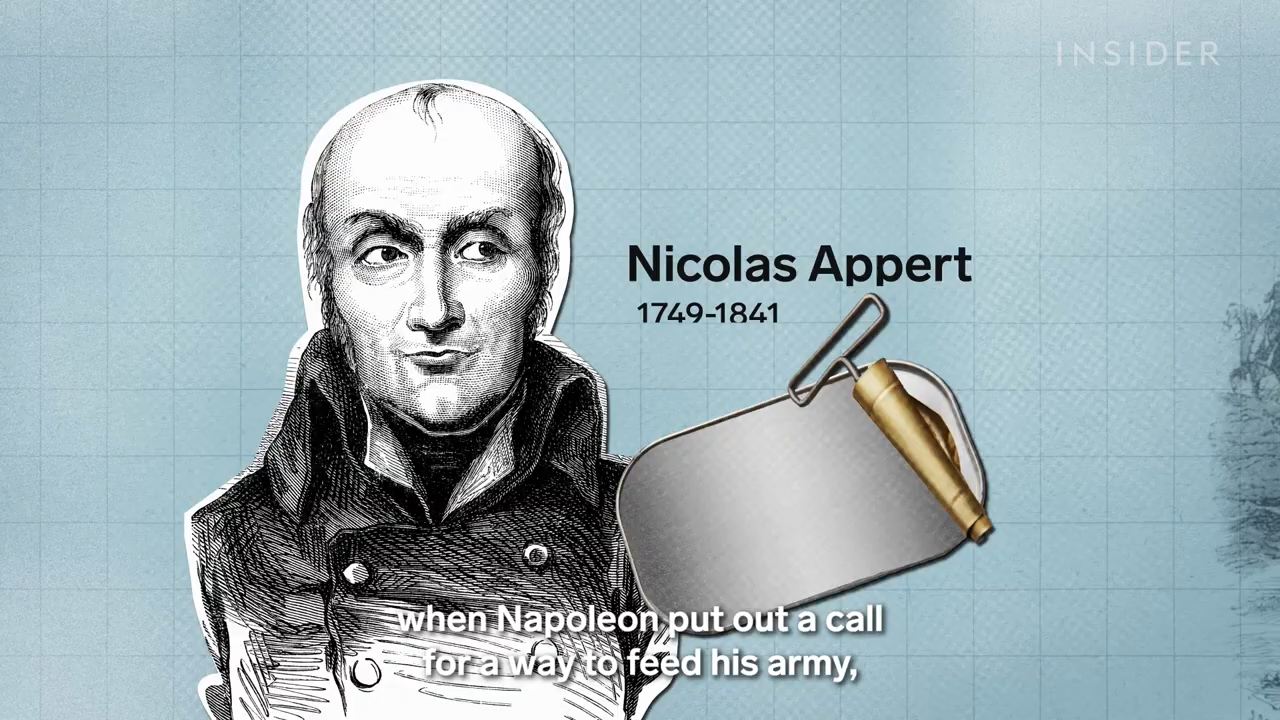 INSIDER
Nicolas Appert
1749-1841
when Napoleon put out a call
for a way to feed his army,